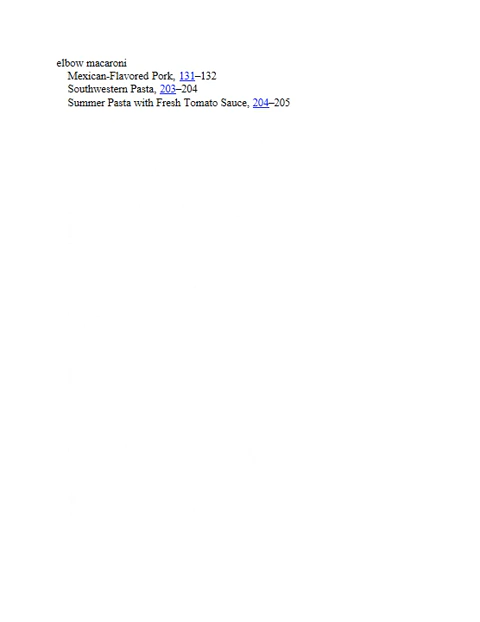 elbow macaroni
Mexican-Flavored Pork, 131–132
Southwestern Pasta, 203–204
Summer Pasta with Fresh Tomato Sauce, 204–205